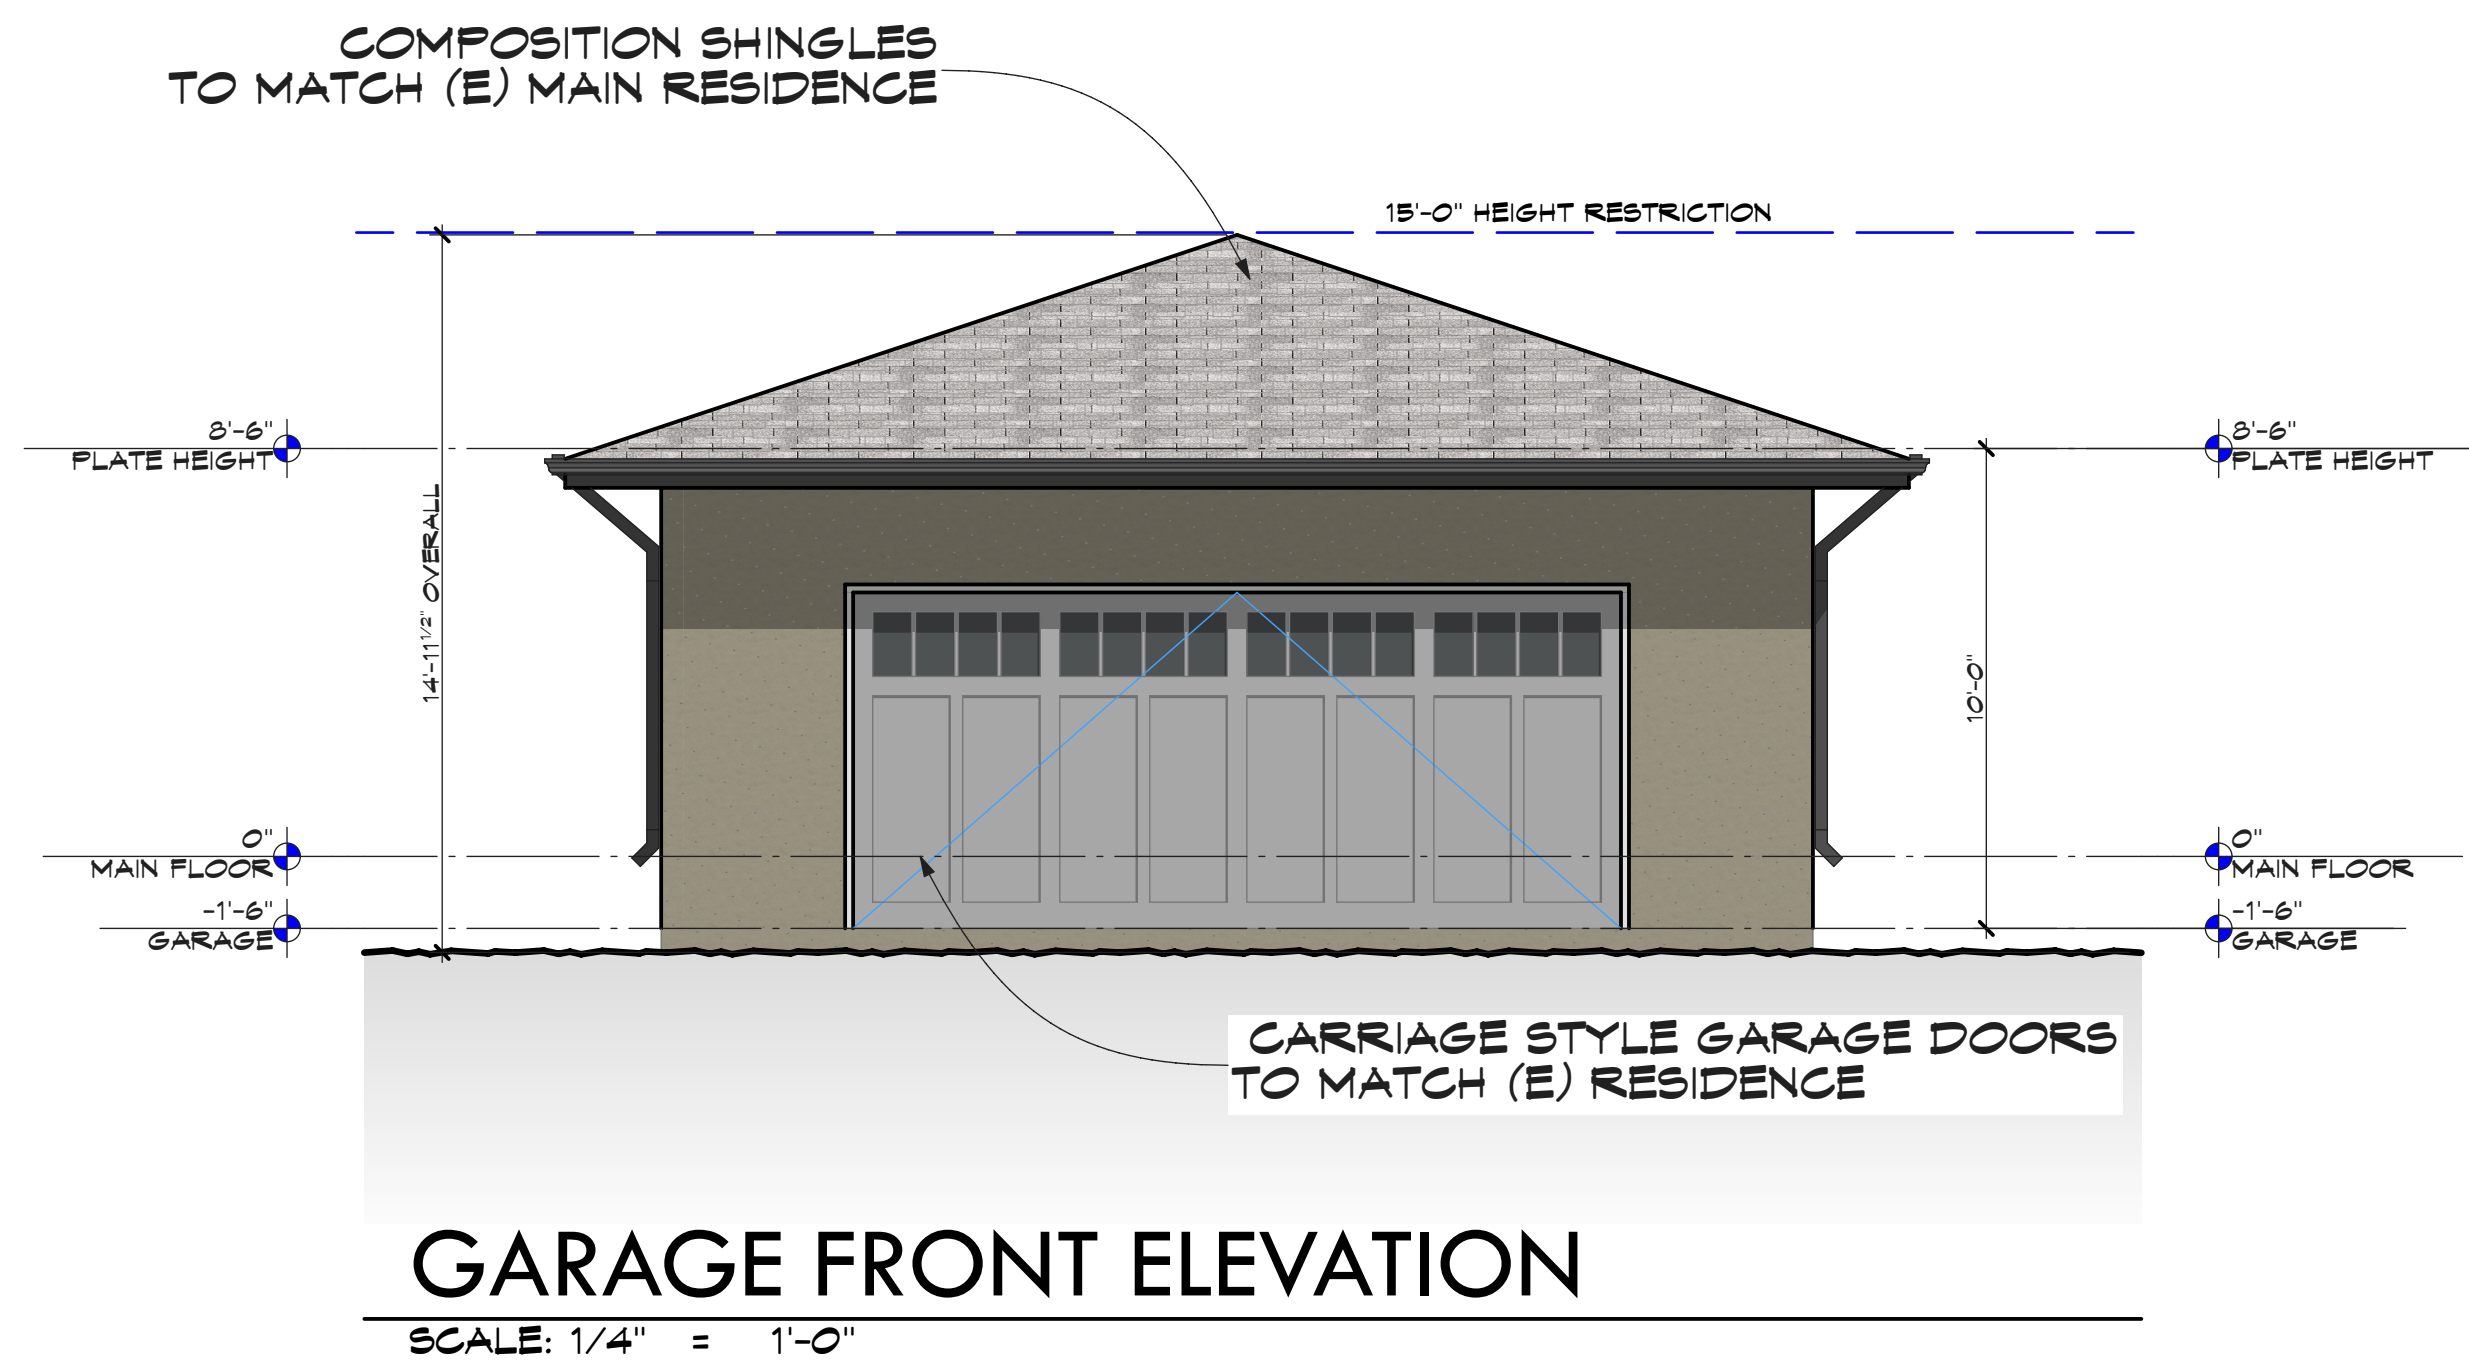 COMPOSITION SHINGLES
TO MATCH (E) MAIN RESIDENCE
15'-0" HEIGHT RESTRICTION
8'-6"
PLATE HEIGHT
8'-6"
PLATE HEIGHT
14'-11 1/2" OVERALL
10'-0"
0"
MAIN FLOOR
0"
MAIN FLOOR
-1'-6"
GARAGE
-1'-6"
GARAGE
CARRIAGE STYLE GARAGE DOORS
TO MATCH (E) RESIDENCE
GARAGE FRONT ELEVATION
SCALE: 1/4" = 1'-0"